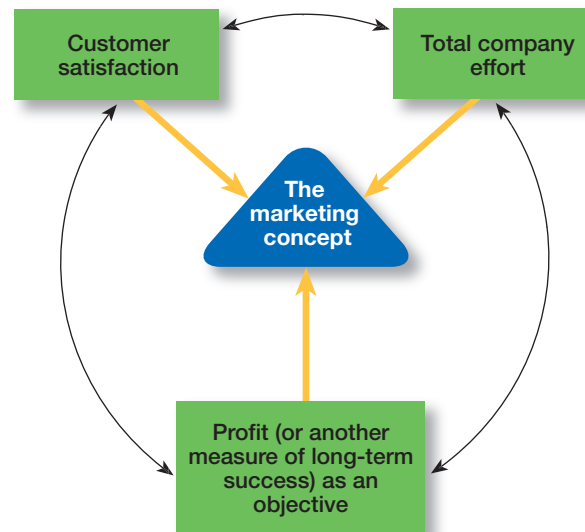 Customer
satisfaction
Total company
effort
The
marketing
concept
Profit (or another
measure of long-term
success) as an
objective